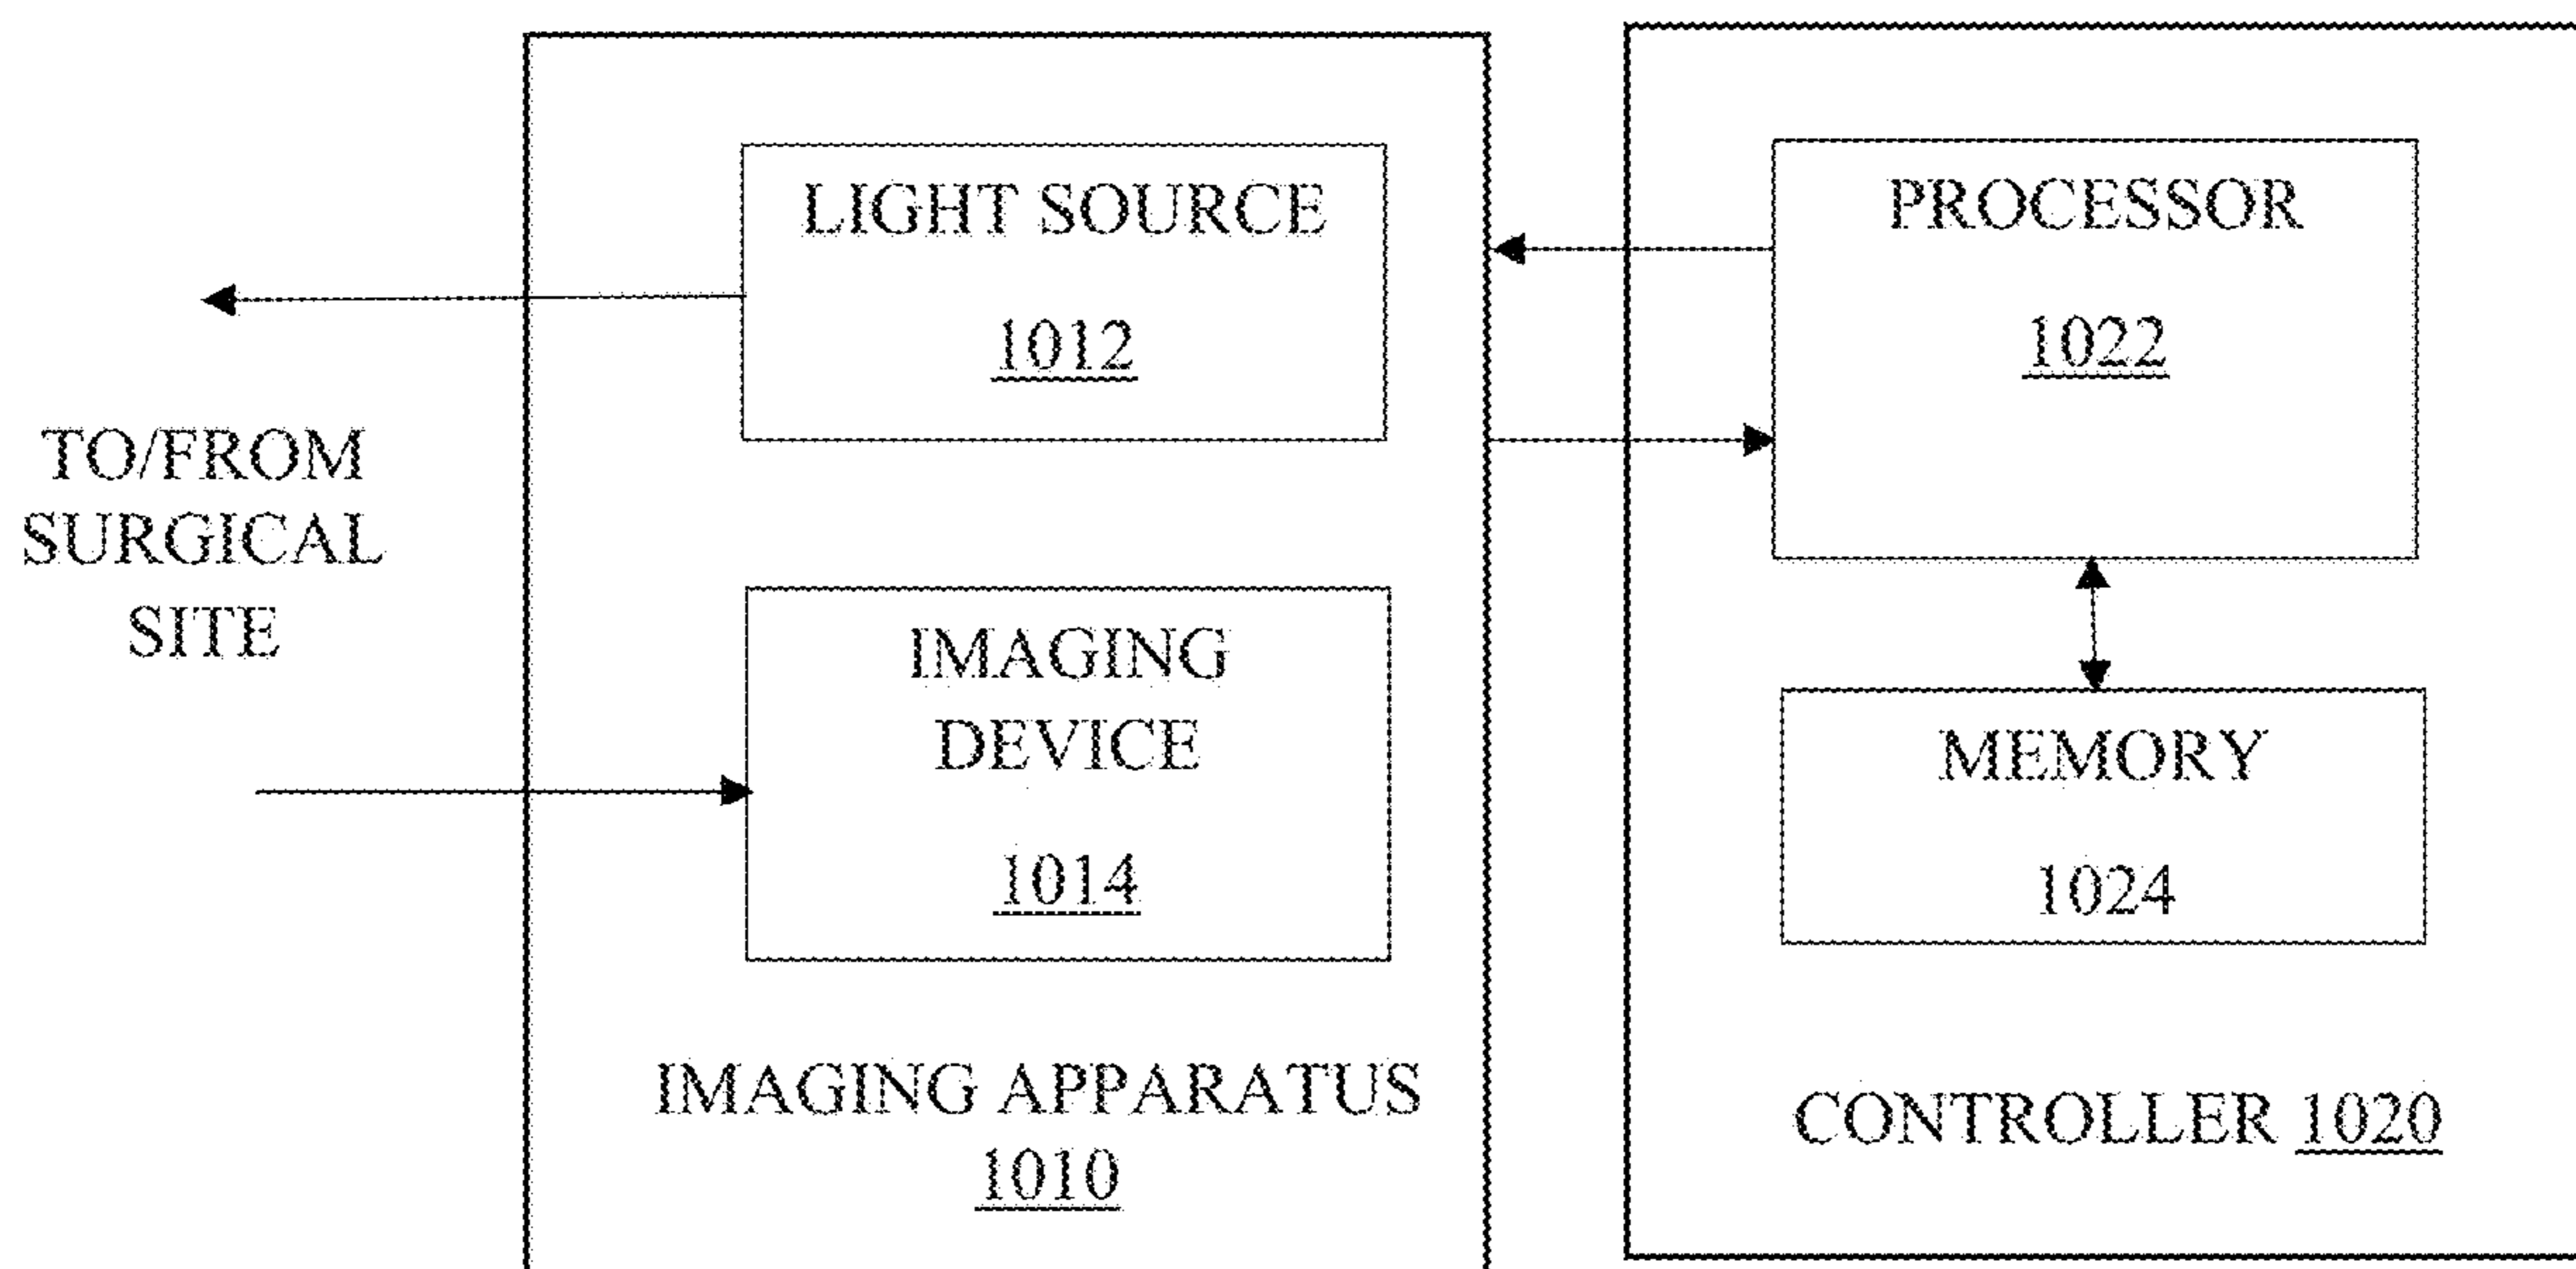 TO/FROM
SURGICAL
SITE
LIGHT SOURCE
1012
IMAGING
DEVICE
1014
IMAGING APPARATUS
1010
PROCESSOR
1022
MEMORY
1024
CONTROLLER 1020